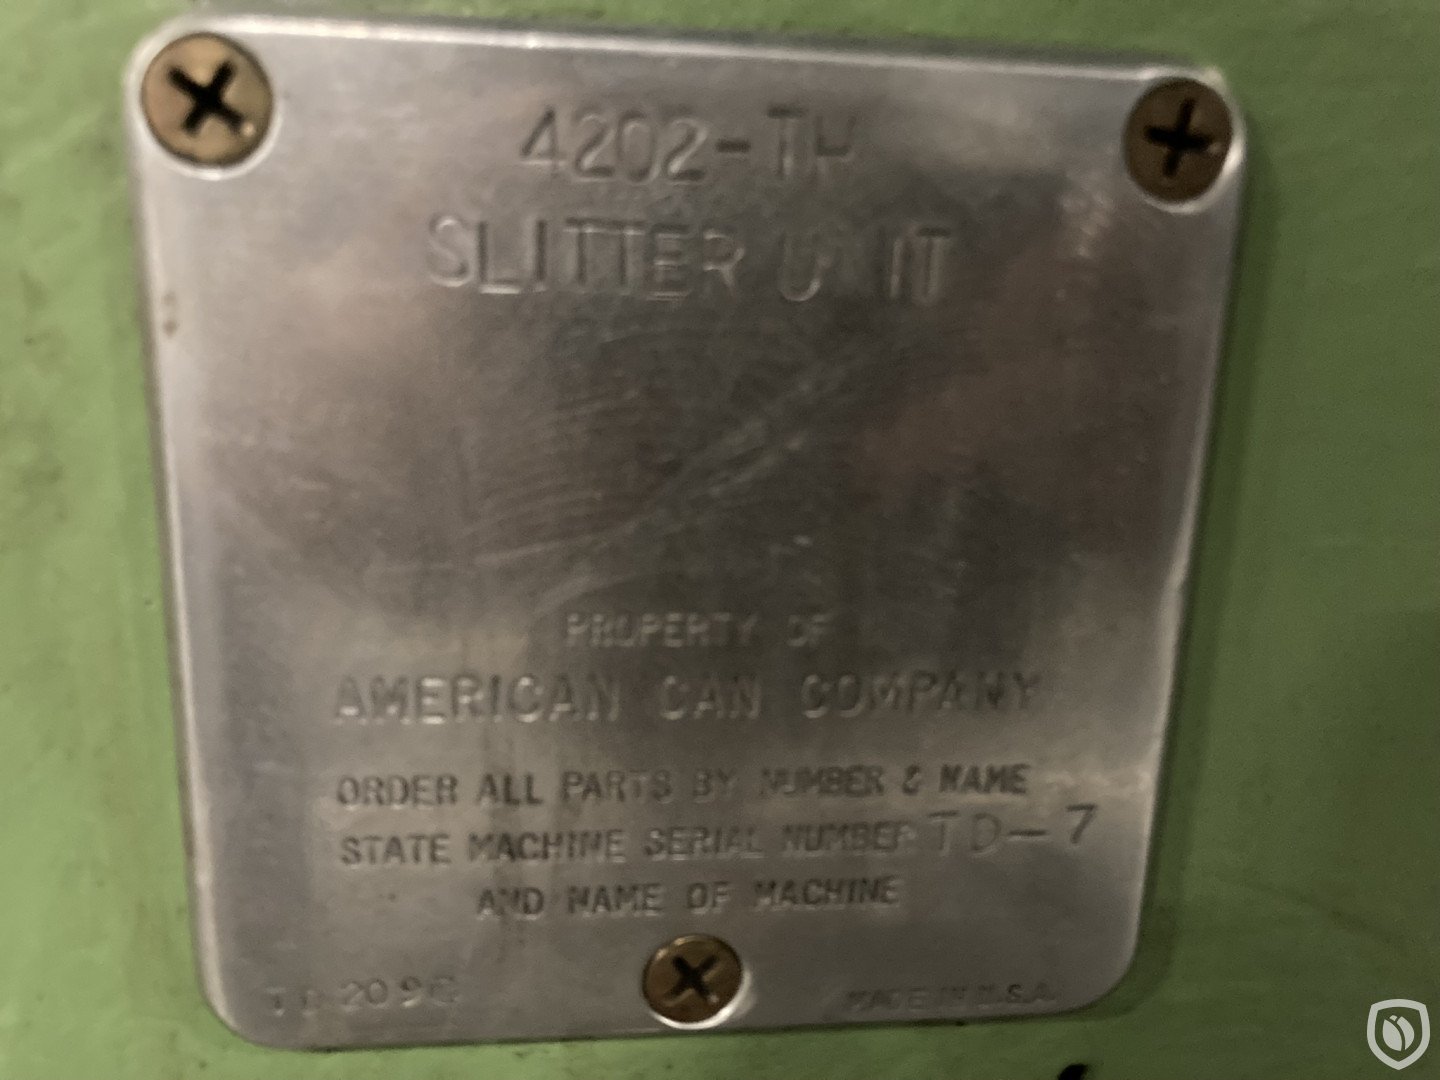 4202-TH
SLITTER UNIT
PROPERTY OF
AMERICAN CAN COMPANY
ORDER ALL PARTS BY NUMBER & NAME
STATE MACHINE SERIAL NUMBER TD-7
AND NAME OF MACHINE
MADE IN U.S.A.